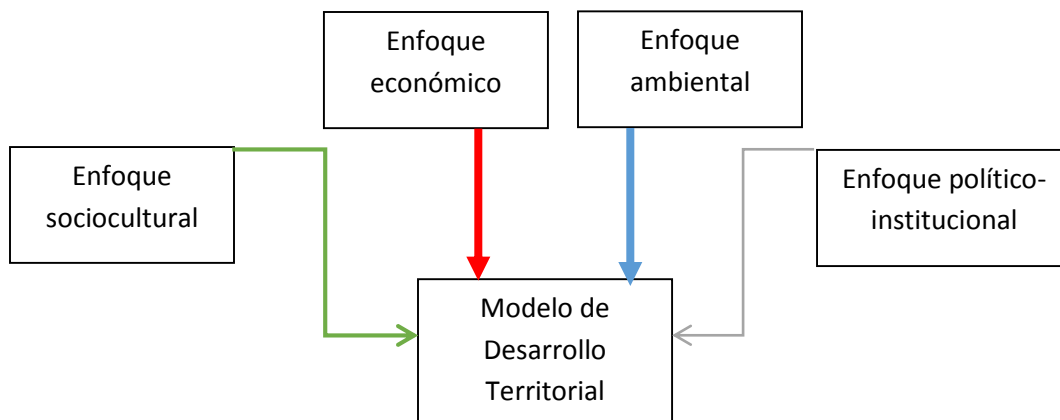 Enfoque
económico
Enfoque
ambiental
Enfoque
sociocultural
Enfoque político-
institucional
Modelo de
Desarrollo
Territorial